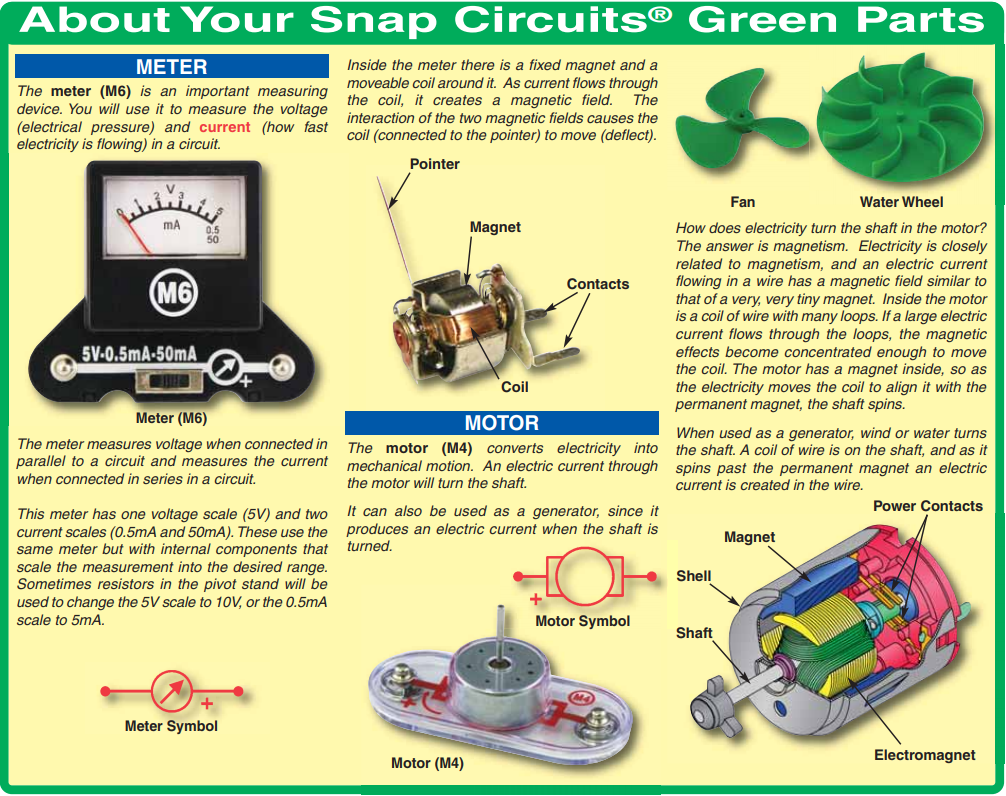 About Your Snap Circuits® Green Parts
METER
The meter (M6) is an important measuring
device. You will use it to measure the voltage
(electrical pressure) and current (how fast
electricity is flowing) in a circuit.
V
0 1 2 3 4 5
mA
0.5
50
M6
5V-0.5mA-50mA
+
Meter (M6)
The meter measures voltage when connected in
parallel to a circuit and measures the current
when connected in series in a circuit.
This meter has one voltage scale (5V) and two
current scales (0.5mA and 50mA). These use the
same meter but with internal components that
scale the measurement into the desired range.
Sometimes resistors in the pivot stand will be
used to change the 5V scale to 10V, or the 0.5mA
scale to 5mA.
+
Meter Symbol
Inside the meter there is a fixed magnet and a
moveable coil around it. As current flows through
the coil, it creates a magnetic field. The
interaction of the two magnetic fields causes the
coil (connected to the pointer) to move (deflect).
Pointer
Magnet
Contacts
Coil
MOTOR
The motor (M4) converts electricity into
mechanical motion. An electric current through
the motor will turn the shaft.
It can also be used as a generator, since it
produces an electric current when the shaft is
turned.
+
Motor Symbol
+
M4
Motor (M4)
Fan
Water Wheel
How does electricity turn the shaft in the motor?
The answer is magnetism. Electricity is closely
related to magnetism, and an electric current
flowing in a wire has a magnetic field similar to
that of a very, very tiny magnet. Inside the motor
is a coil of wire with many loops. If a large electric
current flows through the loops, the magnetic
effects become concentrated enough to move
the coil. The motor has a magnet inside, so as
the electricity moves the coil to align it with the
permanent magnet, the shaft spins.
When used as a generator, wind or water turns
the shaft. A coil of wire is on the shaft, and as it
spins past the permanent magnet an electric
current is created in the wire.
Power Contacts
Magnet
Shell
Shaft
Electromagnet